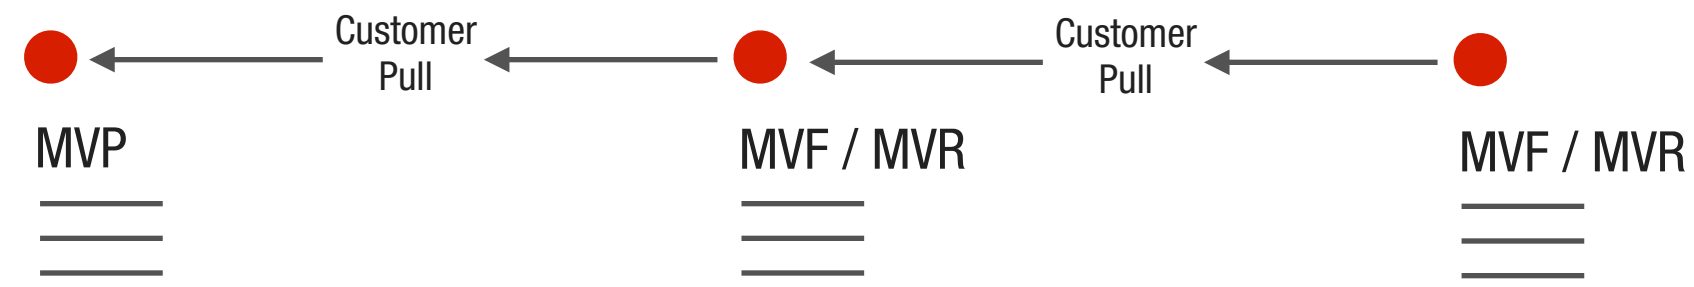 Customer
Pull
Customer
Pull
MVP
MVF / MVR
MVF / MVR